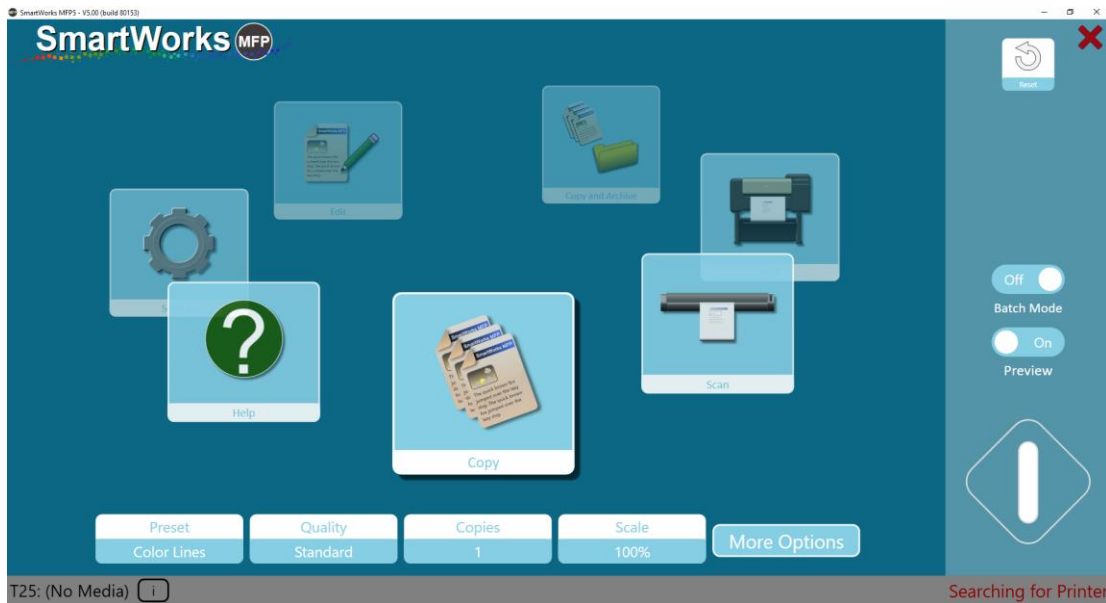 SmartWorks MFP5 - V5.00 (build 80153)
SmartWorks MFP
Reset
Edit
Copy and Archive
Off
Batch Mode
On
Preview
Help
Scan
Copy
Preset
Color Lines
Quality
Standard
Copies
1
Scale
100%
More Options
T25: (No Media) i
Searching for Printer